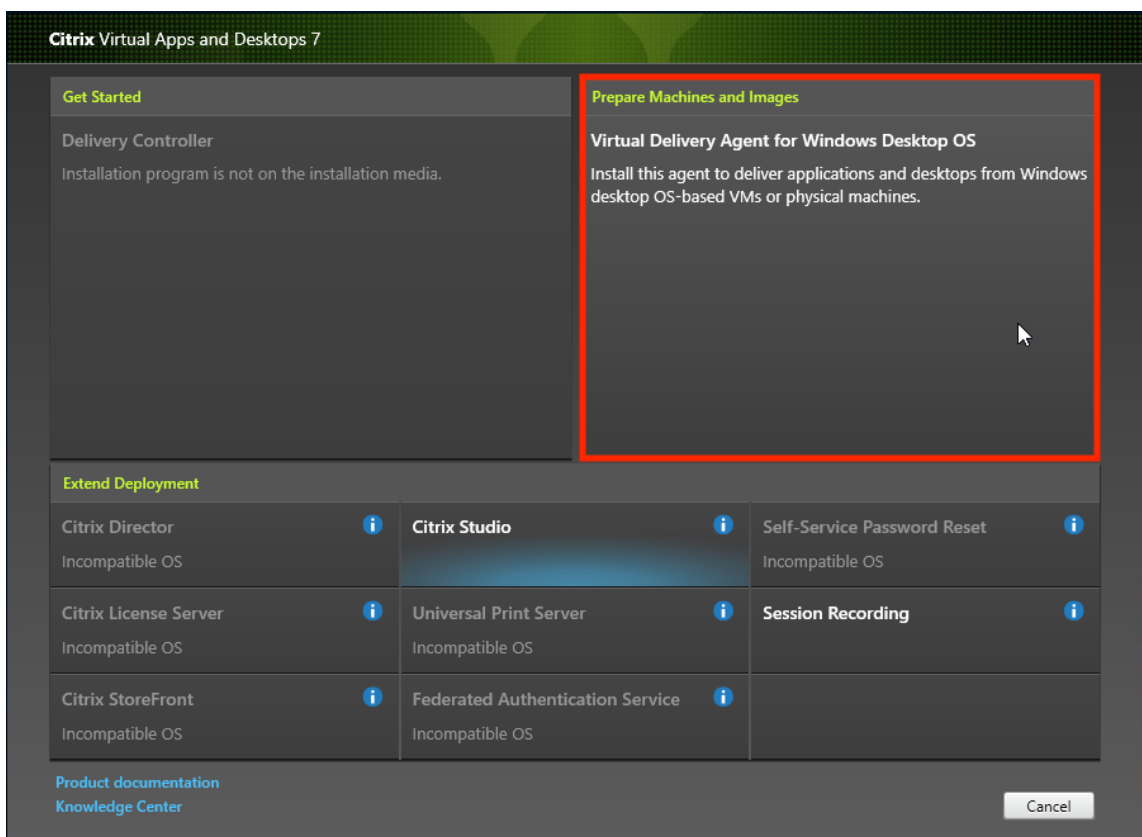 Citrix Virtual Apps and Desktops 7
Get Started
Delivery Controller
Installation program is not on the installation media.
Prepare Machines and Images
Virtual Delivery Agent for Windows Desktop OS
Install this agent to deliver applications and desktops from Windows
desktop OS-based VMs or physical machines.
Extend Deployment
Citrix Director
Incompatible OS
Citrix Studio
Self-Service Password Reset
Incompatible OS
Citrix License Server
Incompatible OS
Universal Print Server
Incompatible OS
Session Recording
Citrix StoreFront
Incompatible OS
Federated Authentication Service
Incompatible OS
Product documentation
Knowledge Center
Cancel